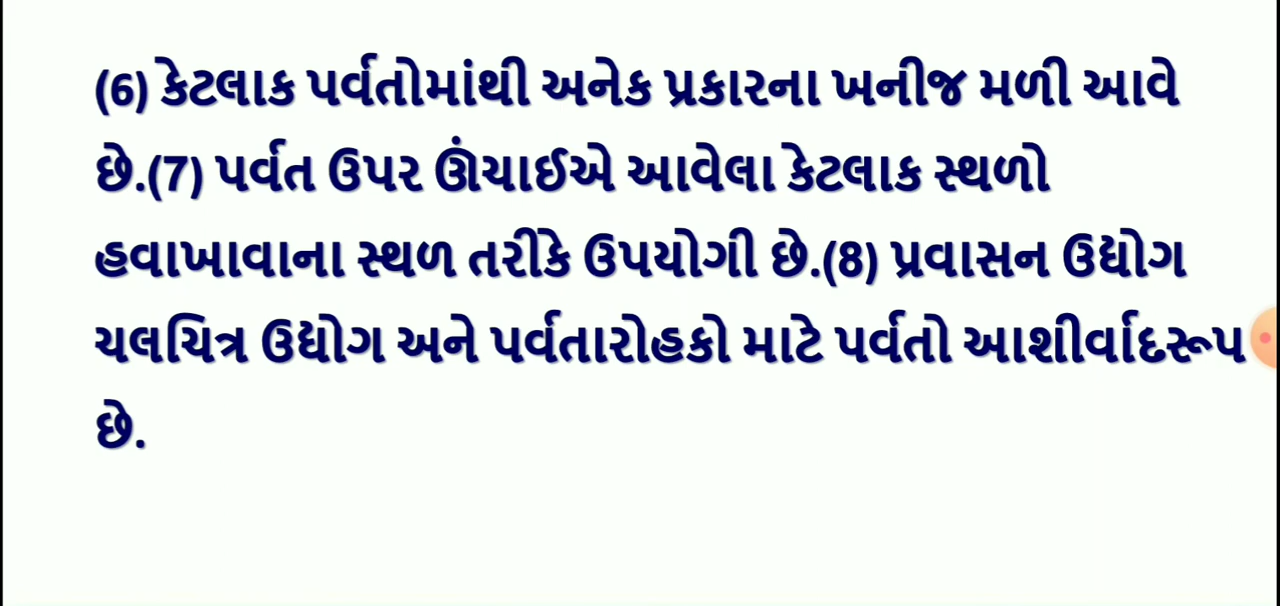 (6) કેટલાક પર્વતોમાંથી અનેક પ્રકારના ખનીજ મળી આવે
છે.(7) પર્વત ઉપર ઊંચાઈએ આવેલા કેટલાક સ્થળો
હવાખાવાના સ્થળ તરીકે ઉપયોગી છે.(8) પ્રવાસન ઉદ્યોગ
ચલચિત્ર ઉદ્યોગ અને પર્વતારોહકો માટે પર્વતો આશીર્વાદરૂપ
છે.